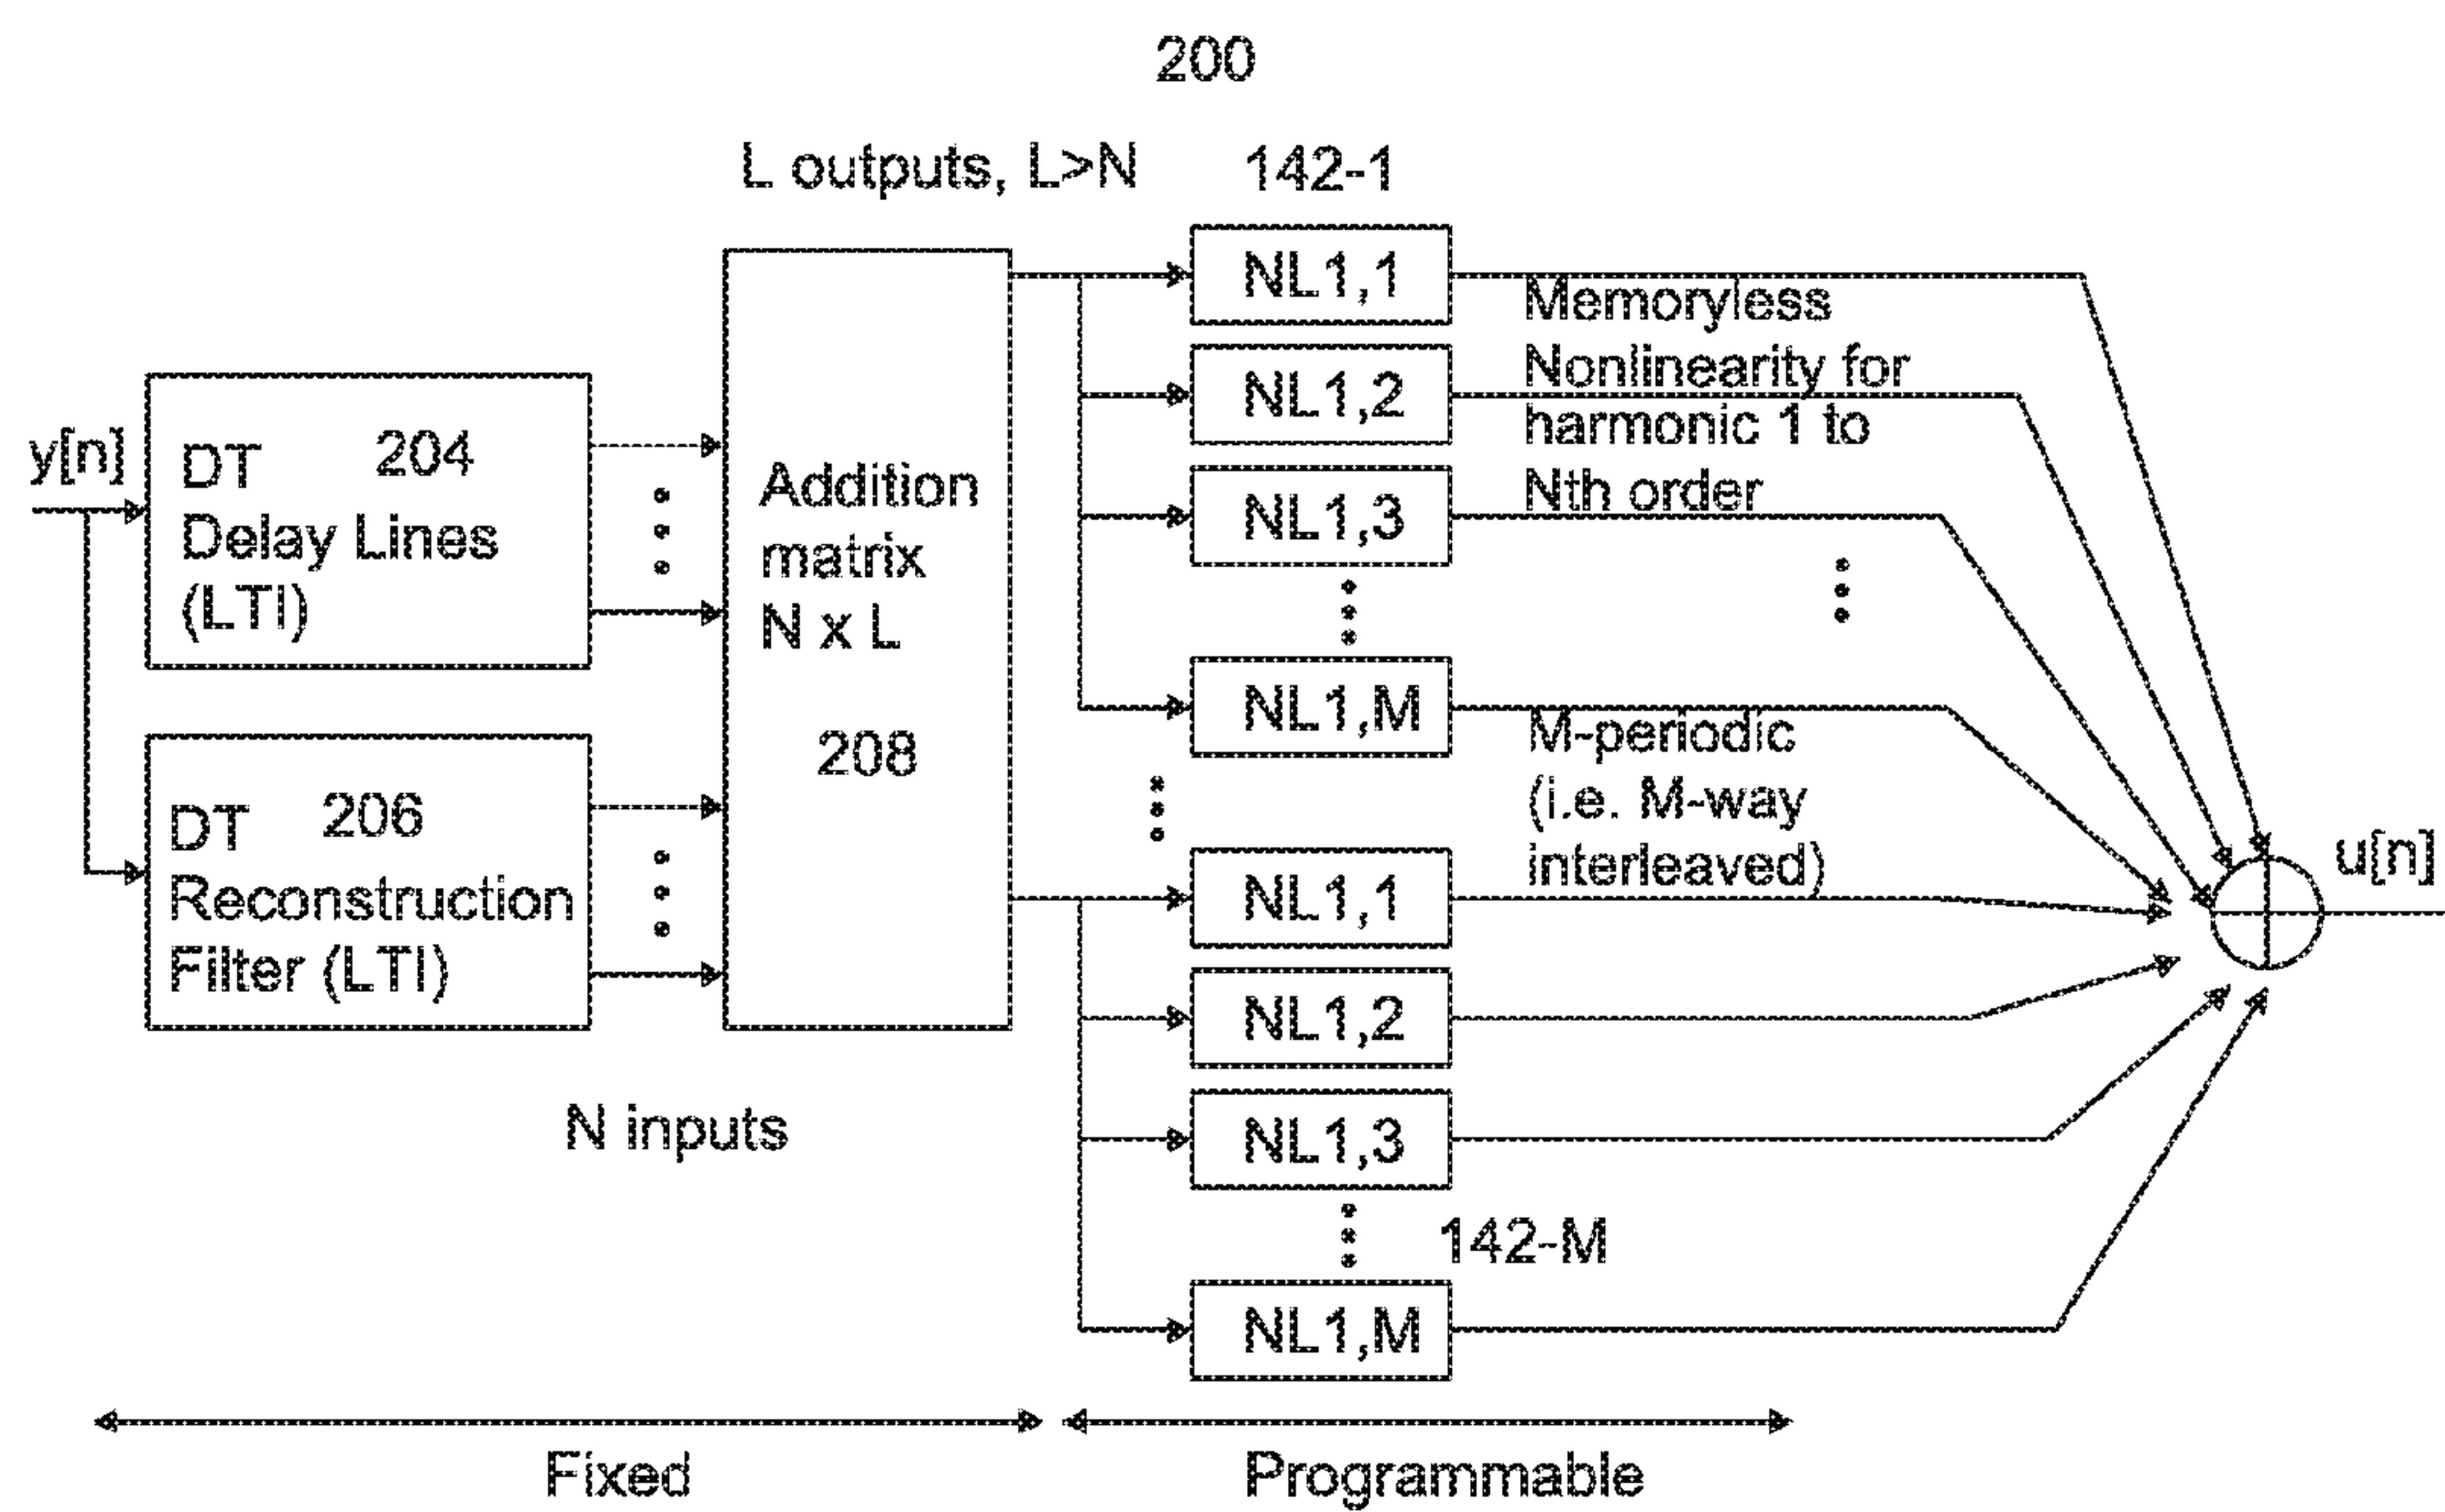 200
L outputs, L>N
142-1
y[n]
DT 204
Delay Lines
(LTI)
DT 206
Reconstruction
Filter (LTI)
Addition
matrix
N x L
208
N inputs
NL1,1
NL1,2
NL1,3
NL1,M
Memoryless
Nonlinearity for
harmonic 1 to
Nth order
M-periodic
(i.e. M-way
interleaved)
NL1,1
NL1,2
NL1,3
142-M
NL1,M
u[n]
Fixed
Programmable